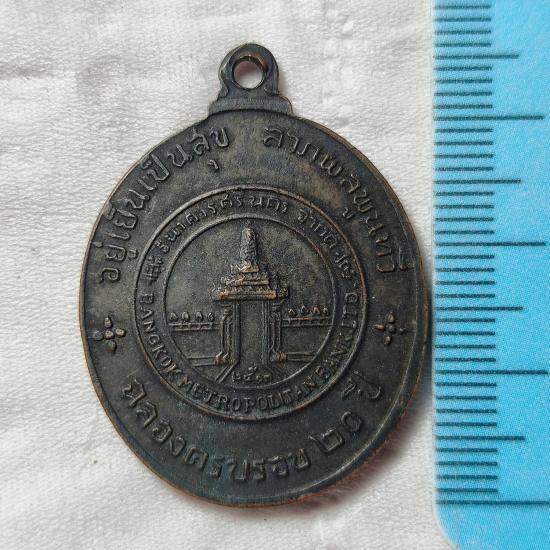 อยู่เย็นเป็นสุข ลาภผลพูนทวี
ธนาคารศรีนคร จำกัด
BANGKOK METROPOLITAN BANK LTD.
ฉลองครบรอบ ๒๐ ปี